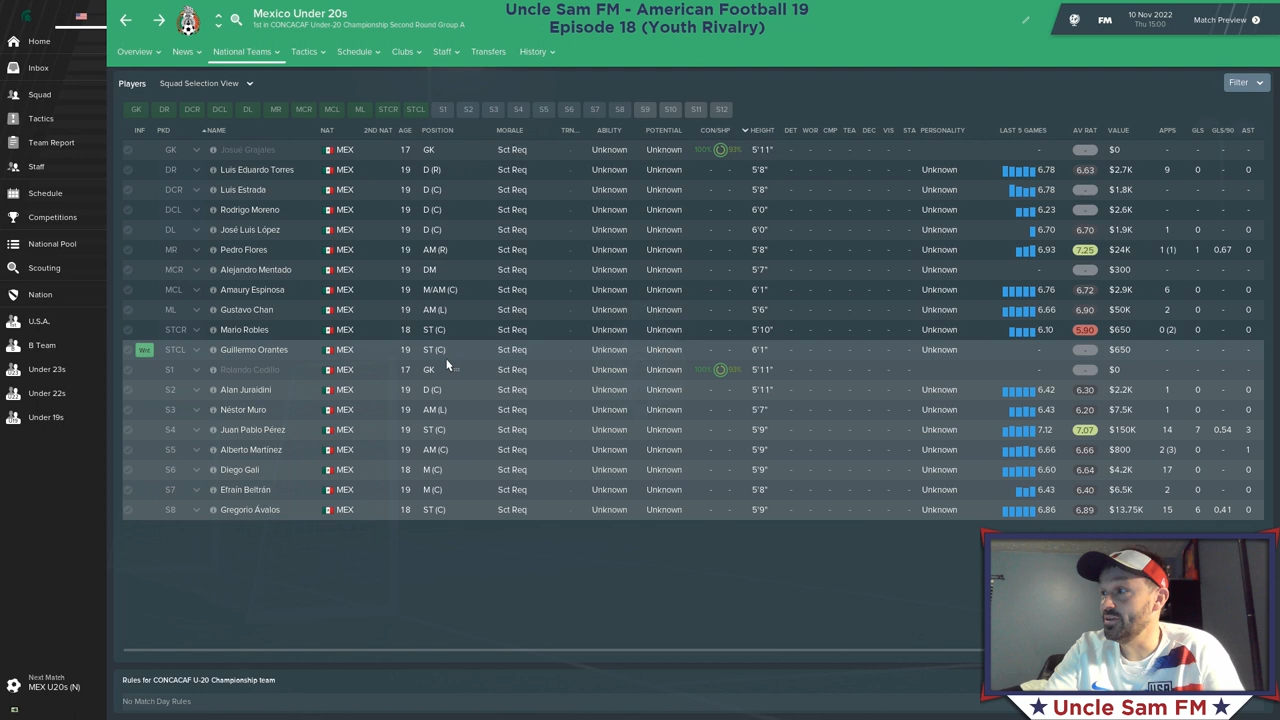 Uncle Sam FM - American Football 19
Episode 18 (Youth Rivalry)
Mexico Under 20s
1st in CONCACAF Under-20 Championship Second Round Group A
FM
10 Nov 2022
Thu 15:00
Match Preview
Overview News National Teams Tactics Schedule Clubs Staff Transfers History
Home
Inbox
Squad
Tactics
Team Report
Staff
Schedule
Competitions
National Pool
Scouting
Nation
U.S.A.
B Team
Under 23s
Under 22s
Under 19s
Next Match
MEX U20s (N)
Players Squad Selection View Filter
GK DR DCR DCL DL MR MCR MCL ML STCR STCL S1 S2 S3 S4 S5 S6 S7 S8 S9 S10 S11 S12
INF PKD NAME NAT 2ND NAT AGE POSITION MORALE TRN... ABILITY POTENTIAL CON/SHP HEIGHT DET WOR CMP TEA DEC VIS STA PERSONALITY LAST 5 GAMES AV RAT VALUE APPS GLS GLS/90 AST
GK Josué Grajales MEX 17 GK Sct Req - Unknown Unknown 100% 93% 5'11" - - - - - - - - - $0
DR Luis Eduardo Torres MEX 19 D (R) Sct Req - Unknown Unknown - - 5'8" - - - - - - - Unknown 6.78 6.63 $2.7K 9 0 - 0
DCR Luis Estrada MEX 19 D (C) Sct Req - Unknown Unknown - - 5'8" - - - - - - - Unknown 6.78 - $1.8K - - - -
DCL Rodrigo Moreno MEX 19 D (C) Sct Req - Unknown Unknown - - 6'0" - - - - - - - Unknown 6.23 - $2.6K - - - -
DL José Luis López MEX 19 D (C) Sct Req - Unknown Unknown - - 6'0" - - - - - - - Unknown 6.70 6.70 $1.9K 1 0 - 0
MR Pedro Flores MEX 19 AM (R) Sct Req - Unknown Unknown - - 5'8" - - - - - - - Unknown 6.93 7.25 $24K 1 (1) 1 0.67 0
MCR Alejandro Mentado MEX 19 DM Sct Req - Unknown Unknown - - 5'7" - - - - - - - Unknown - - $300 - - - -
MCL Amaury Espinosa MEX 19 M/AM (C) Sct Req - Unknown Unknown - - 6'1" - - - - - - - Unknown 6.76 6.72 $2.9K 6 0 - 0
ML Gustavo Chan MEX 19 AM (L) Sct Req - Unknown Unknown - - 5'6" - - - - - - - Unknown 6.66 6.90 $50K 2 0 - 0
STCR Mario Robles MEX 18 ST (C) Sct Req - Unknown Unknown - - 5'10" - - - - - - - Unknown 6.10 5.90 $650 0 (2) 0 - 0
Wnt STCL Guillermo Orantes MEX 19 ST (C) Sct Req - Unknown Unknown - - 6'1" - - - - - - - Unknown - - $650 - - - -
S1 Rolando Cedillo MEX 17 GK Sct Req - Unknown Unknown 100% 93% 5'11" - - - - - - - - - $0
S2 Alan Juraidini MEX 19 D (C) Sct Req - Unknown Unknown - - 5'11" - - - - - - - Unknown 6.42 6.30 $2.2K 1 0 - 0
S3 Néstor Muro MEX 19 AM (L) Sct Req - Unknown Unknown - - 5'7" - - - - - - - Unknown 6.43 6.20 $7.5K 1 0 - 0
S4 Juan Pablo Pérez MEX 19 ST (C) Sct Req - Unknown Unknown - - 5'9" - - - - - - - Unknown 7.12 7.07 $150K 14 7 0.54 3
S5 Alberto Martínez MEX 19 AM (C) Sct Req - Unknown Unknown - - 5'9" - - - - - - - Unknown 6.66 6.66 $800 2 (3) 0 - 1
S6 Diego Gali MEX 18 M (C) Sct Req - Unknown Unknown - - 5'9" - - - - - - - Unknown 6.60 6.64 $4.2K 17 0 - 0
S7 Efraín Beltrán MEX 19 M (C) Sct Req - Unknown Unknown - - 5'8" - - - - - - - Unknown 6.43 6.40 $6.5K 2 0 - 0
S8 Gregorio Ávalos MEX 18 ST (C) Sct Req - Unknown Unknown - - 5'9" - - - - - - - Unknown 6.86 6.89 $13.75K 15 6 0.41 0
Rules for CONCACAF U-20 Championship team
No Match Day Rules
Uncle Sam FM